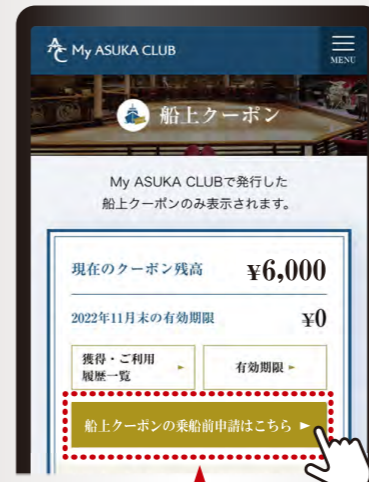 AC My ASUKA CLUB
MENU
船上クーポン
My ASUKA CLUBで発行した
船上クーポンのみ表示されます。
現在のクーポン残高 ¥6,000
2022年11月末の有効期限 ¥0
獲得・ご利用
履歴一覧
有効期限
船上クーポンの乗船前申請はこちら